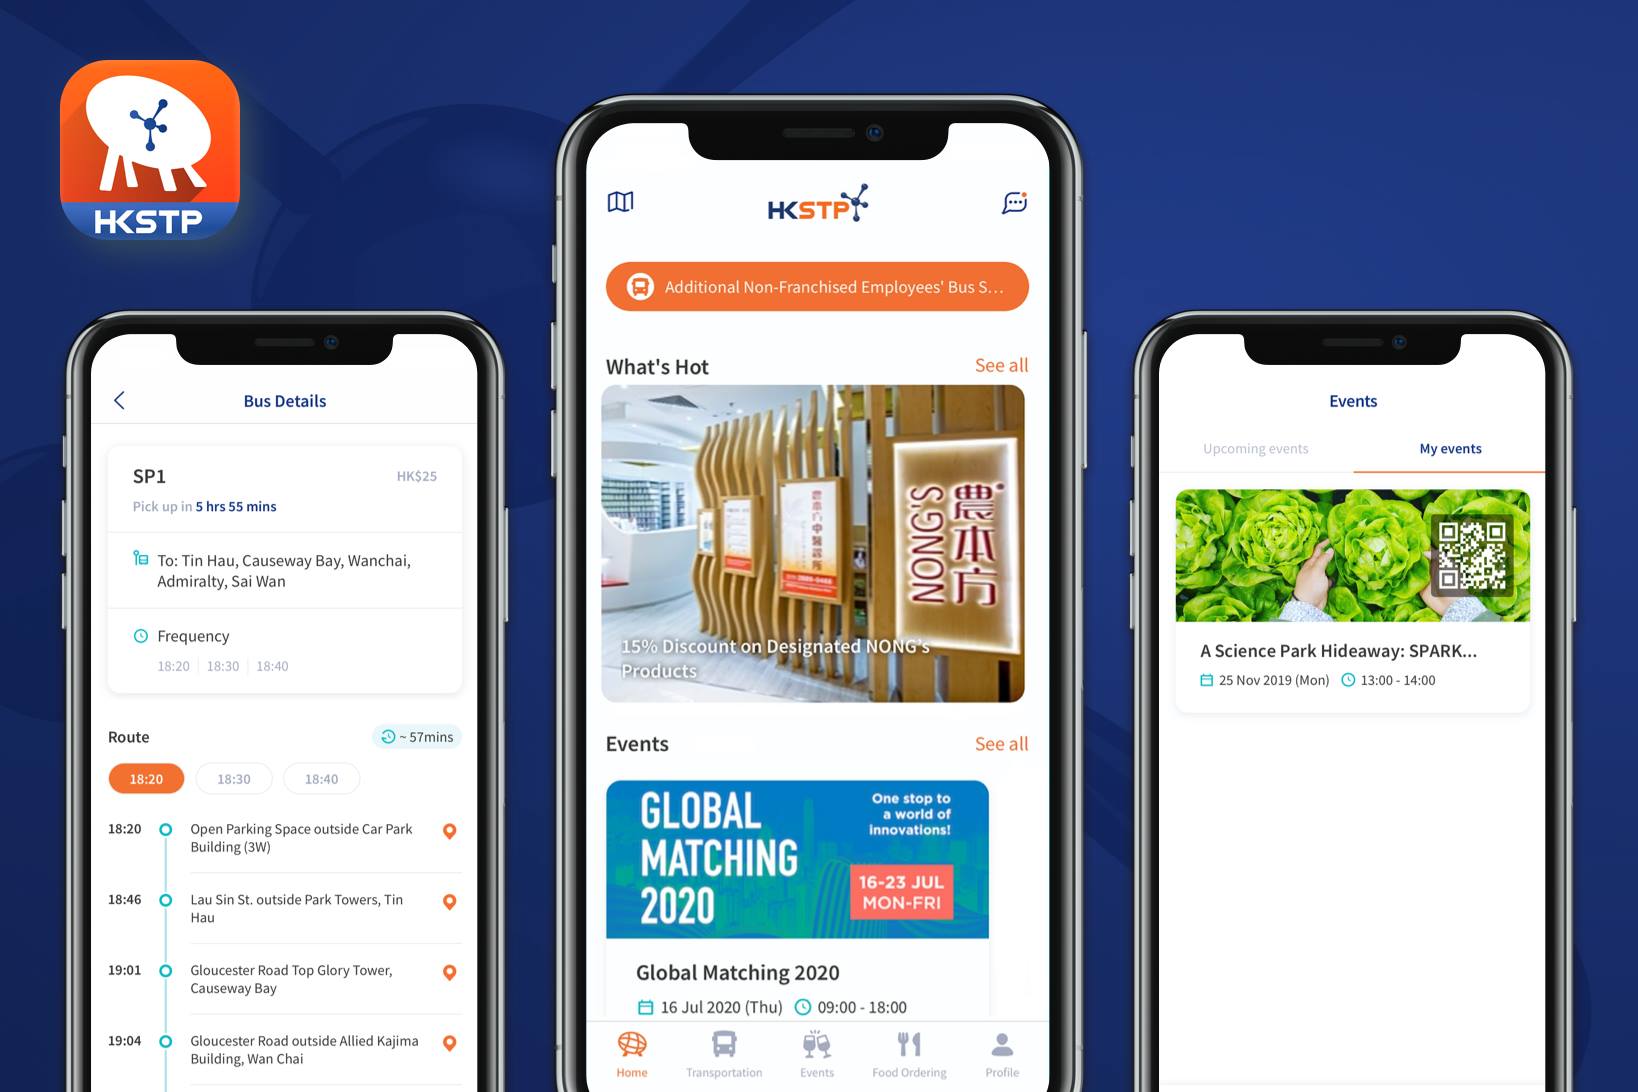 HKSTP
Bus Details
SP1
HK$25
Pick up in 5 hrs 55 mins
To: Tin Hau, Causeway Bay, Wanchai,
Admiralty, Sai Wan
Frequency
18:20 18:30 18:40
Route
~ 57mins
18:20 18:30 18:40
18:20 Open Parking Space outside Car Park
Building (3W)
18:46 Lau Sin St. outside Park Towers, Tin
Hau
19:01 Gloucester Road Top Glory Tower,
Causeway Bay
19:04 Gloucester Road outside Allied Kajima
Building, Wan Chai
HKSTP
Additional Non-Franchised Employees' Bus S...
What's Hot
See all
農本方中醫診所
NONG'S
農本方
15% Discount on Designated NONG's
Products
Events
See all
GLOBAL
MATCHING
2020
One stop to
a world of
innovations!
16-23 JUL
MON-FRI
Global Matching 2020
16 Jul 2020 (Thu) 09:00 - 18:00
Home Transportation Events Food Ordering Profile
Events
Upcoming events My events
A Science Park Hideaway: SPARK...
25 Nov 2019 (Mon) 13:00 - 14:00